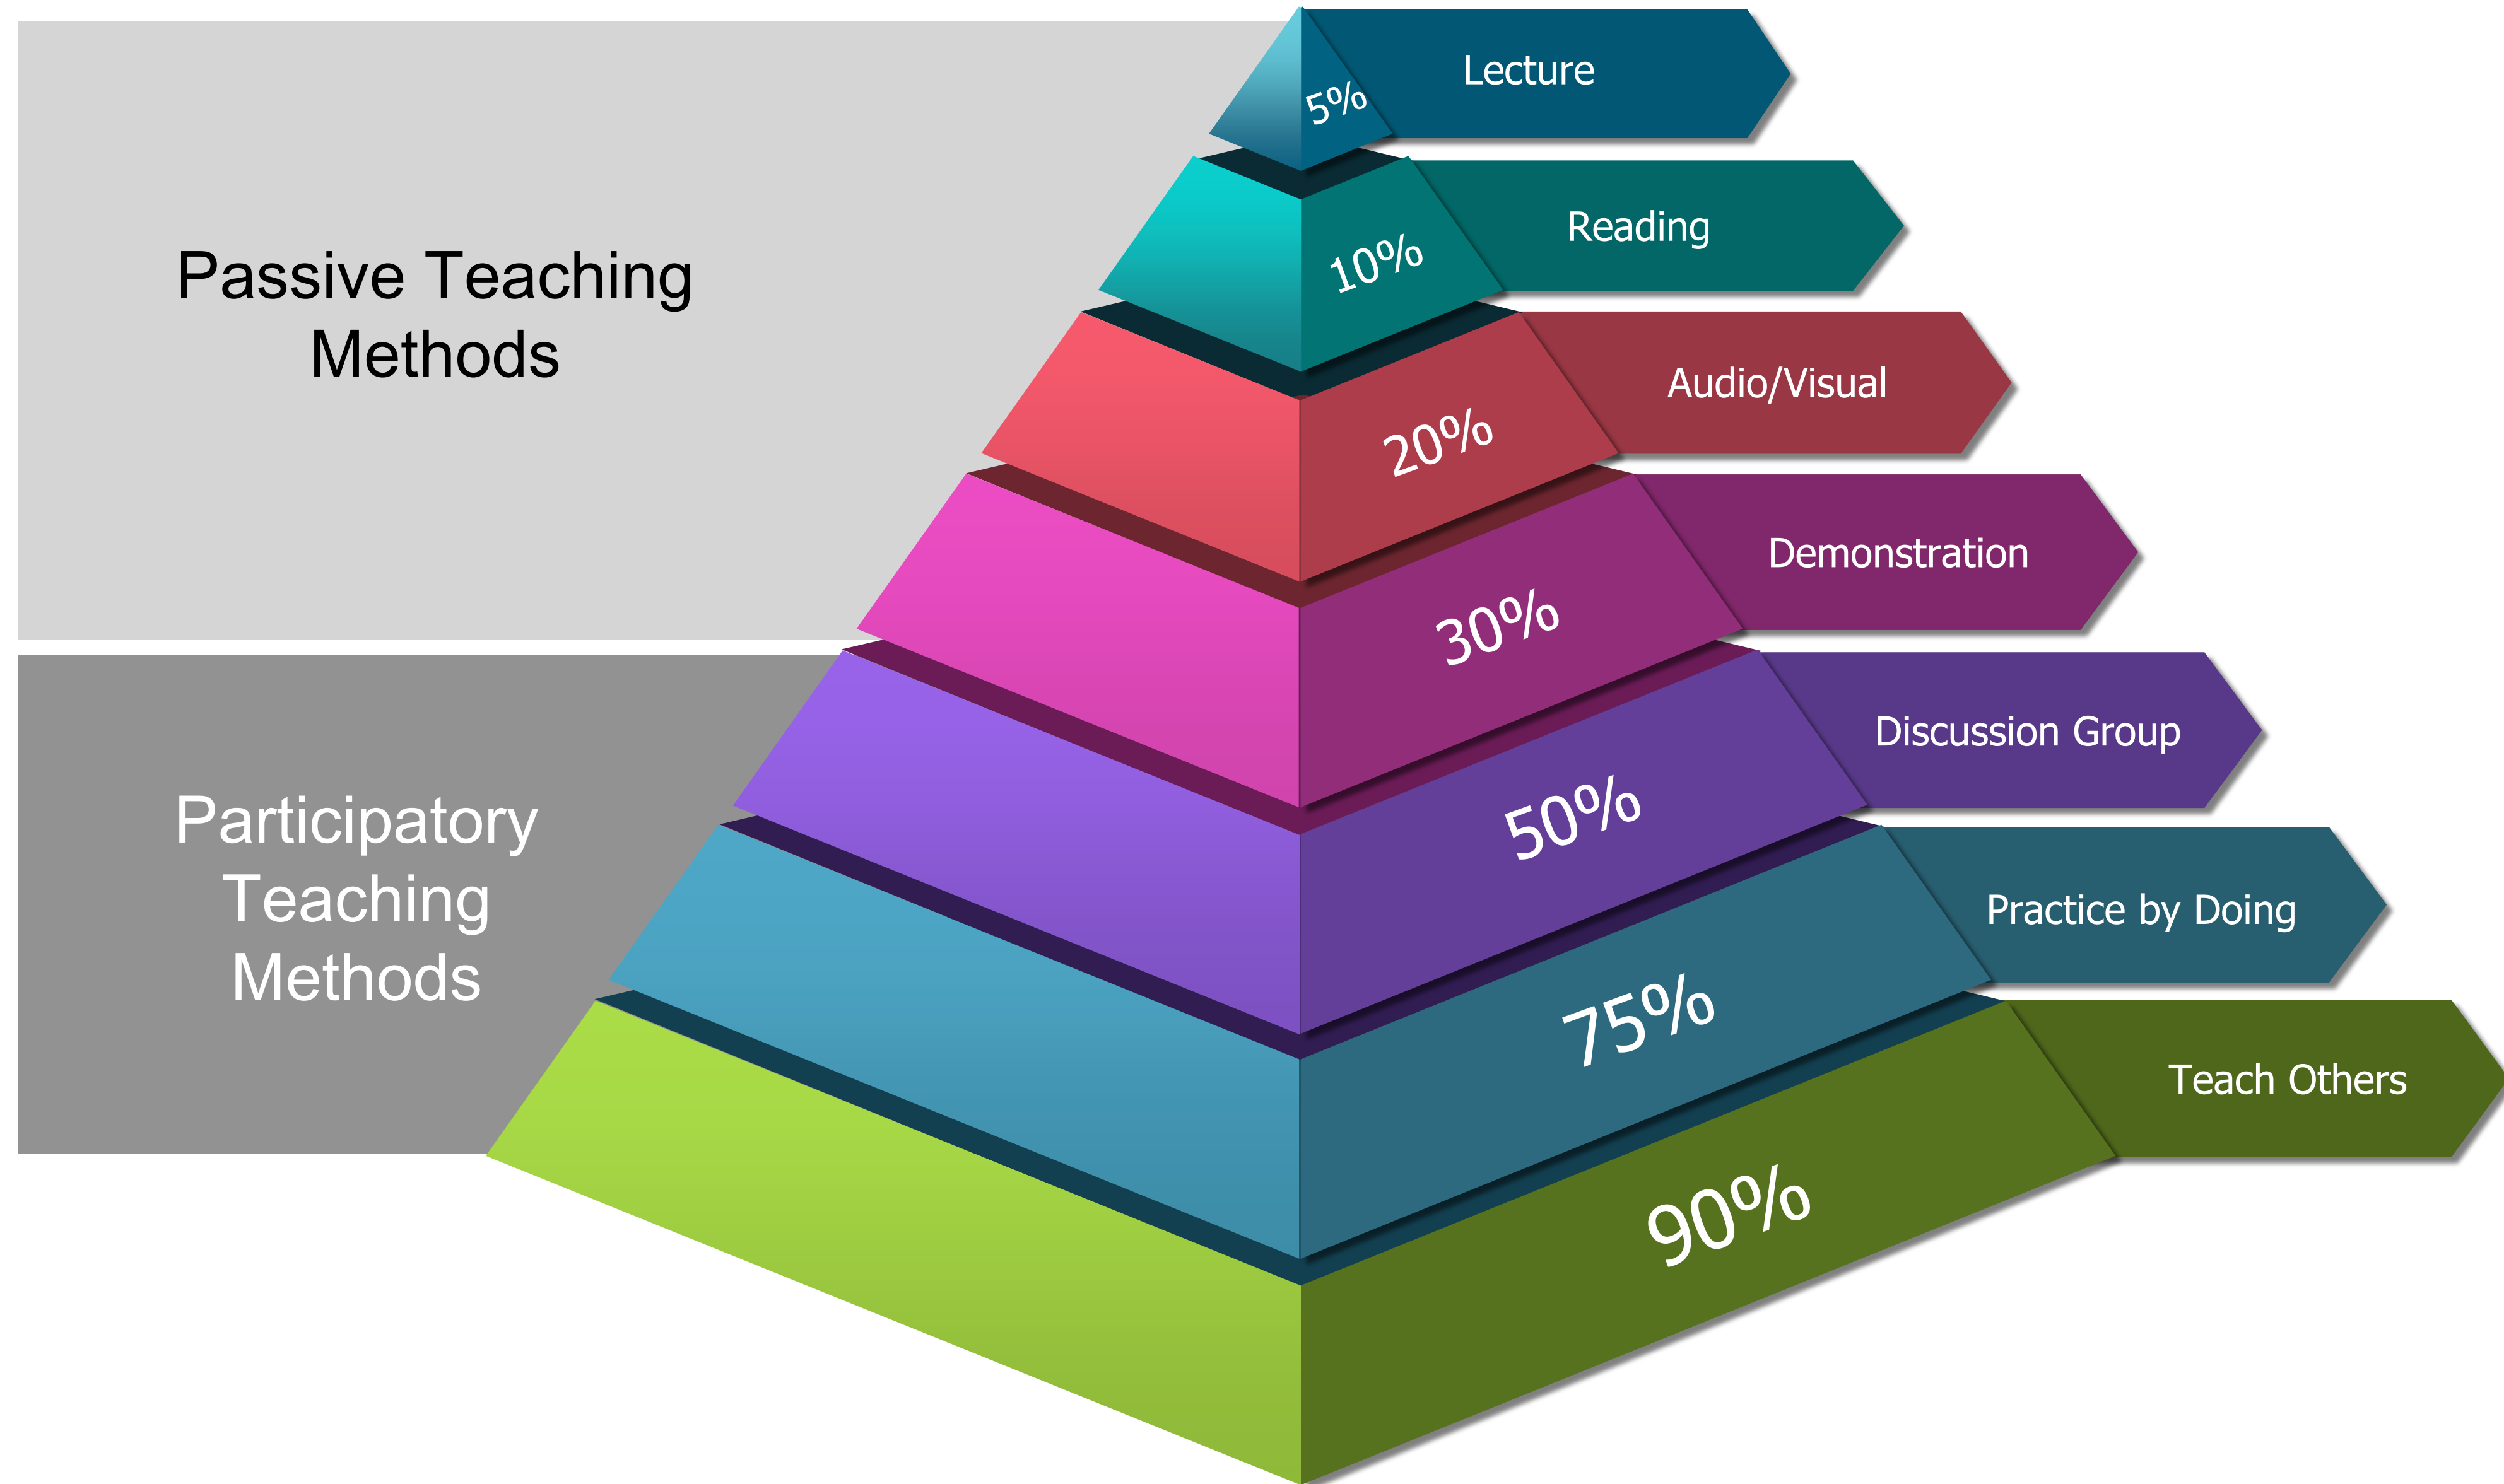 Passive Teaching
Methods
Participatory
Teaching
Methods
5%
Lecture
10%
Reading
20%
Audio/Visual
30%
Demonstration
50%
Discussion Group
75%
Practice by Doing
90%
Teach Others